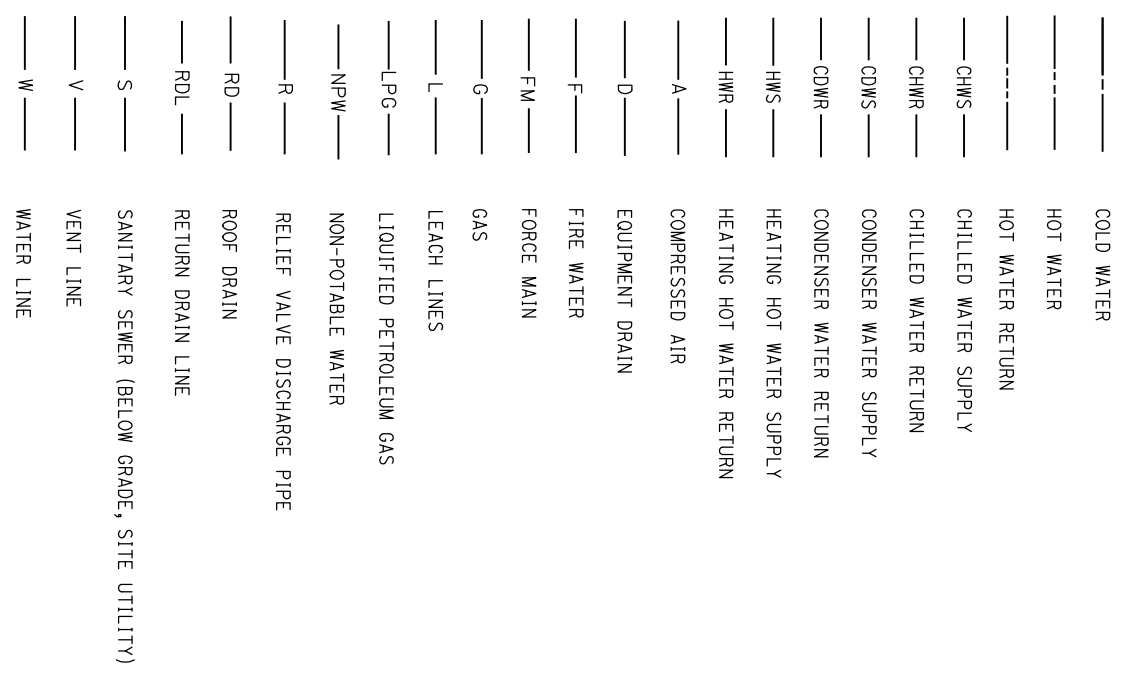 COLD WATER
HOT WATER
HOT WATER RETURN
CHWS CHILLED WATER SUPPLY
CHWR CHILLED WATER RETURN
CDWS CONDENSER WATER SUPPLY
CDWR CONDENSER WATER RETURN
HWS HEATING HOT WATER SUPPLY
HWR HEATING HOT WATER RETURN
A COMPRESSED AIR
D EQUIPMENT DRAIN
F FIRE WATER
FM FORCE MAIN
G GAS
L LEACH LINES
LPG LIQUIFIED PETROLEUM GAS
NPW NON-POTABLE WATER
R RELIEF VALVE DISCHARGE PIPE
RD ROOF DRAIN
RDL RETURN DRAIN LINE
S SANITARY SEWER (BELOW GRADE, SITE UTILITY)
V VENT LINE
W WATER LINE